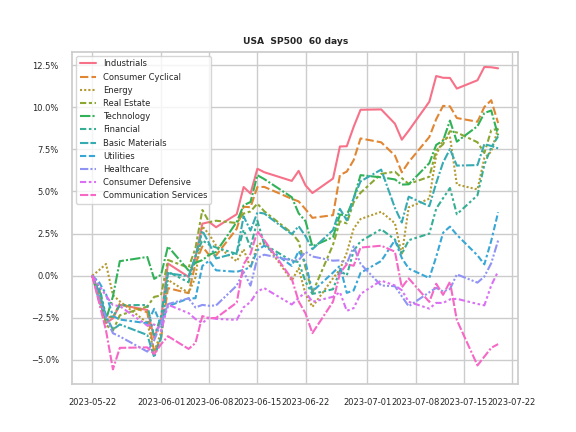 USA SP500 60 days
12.5%
10.0%
7.5%
5.0%
2.5%
0.0%
−2.5%
−5.0%
Industrials
Consumer Cyclical
Energy
Real Estate
Technology
Financial
Basic Materials
Utilities
Healthcare
Consumer Defensive
Communication Services
2023-05-22 2023-06-01 2023-06-08 2023-06-15 2023-06-22 2023-07-01 2023-07-08 2023-07-15 2023-07-22